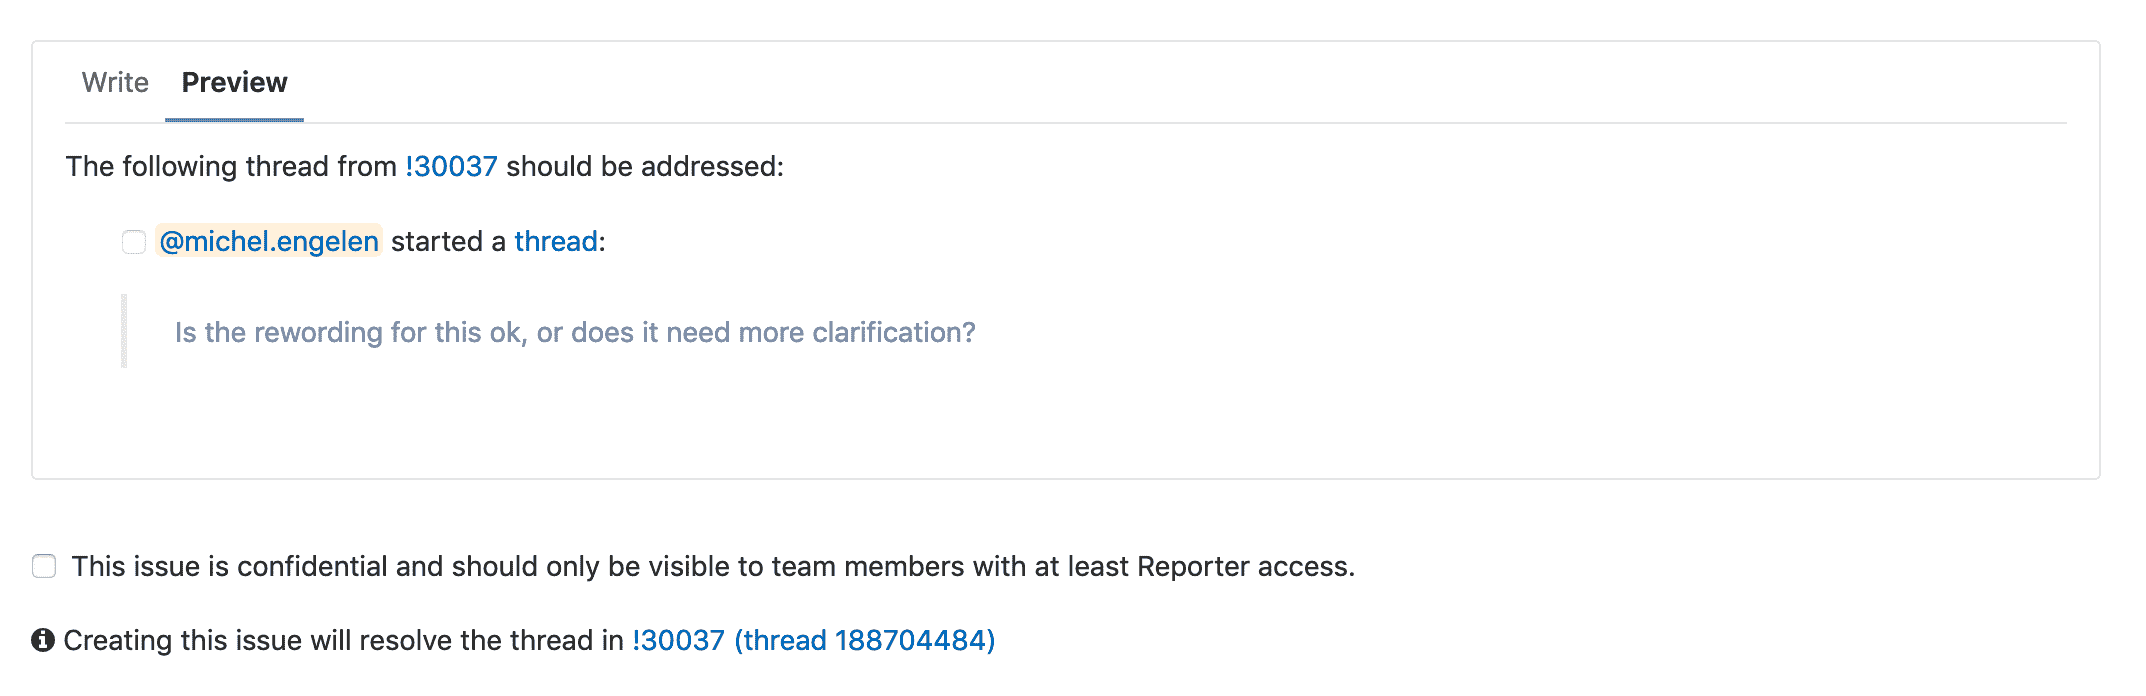 Write Preview
The following thread from !30037 should be addressed:
@michel.engelen started a thread:
Is the rewording for this ok, or does it need more clarification?
This issue is confidential and should only be visible to team members with at least Reporter access.
Creating this issue will resolve the thread in !30037 (thread 188704484)